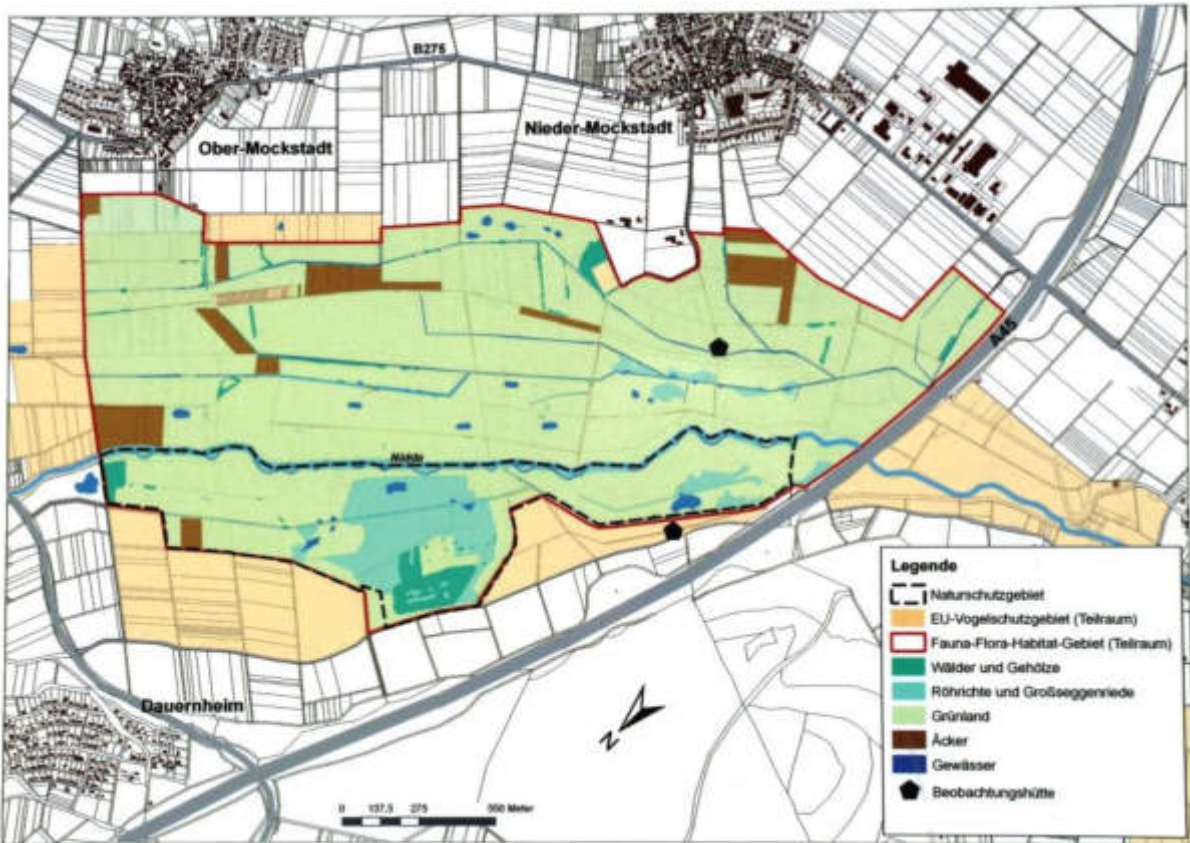 B275
Ober-Mockstadt
Nieder-Mockstadt
A45
Nidda
Dauernheim
N
0 137,5 275 550 Meter
Legende
Naturschutzgebiet
EU-Vogelschutzgebiet (Teilraum)
Fauna-Flora-Habitat-Gebiet (Teilraum)
Wälder und Gehölze
Röhrichte und Großseggenriede
Grünland
Äcker
Gewässer
Beobachtungshütte